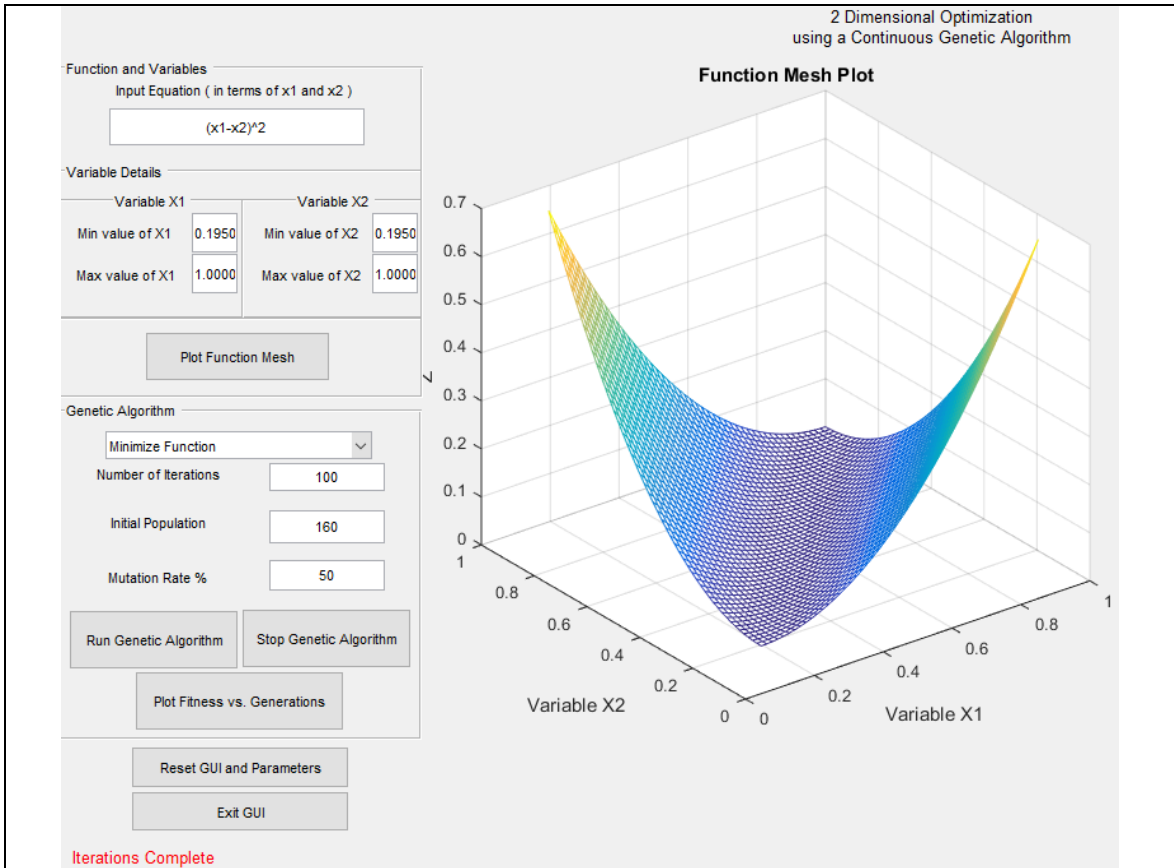 2 Dimensional Optimization
using a Continuous Genetic Algorithm
Function and Variables
Input Equation ( in terms of x1 and x2 )
(x1-x2)^2
Variable Details
Variable X1
Variable X2
Min value of X1
0.1950
Min value of X2
0.1950
Max value of X1
1.0000
Max value of X2
1.0000
Plot Function Mesh
Genetic Algorithm
Minimize Function
Number of Iterations
100
Initial Population
160
Mutation Rate %
50
Run Genetic Algorithm
Stop Genetic Algorithm
Plot Fitness vs. Generations
Reset GUI and Parameters
Exit GUI
Iterations Complete
Function Mesh Plot
0.7
0.6
0.5
0.4
0.3
0.2
0.1
0
1
0.8
0.6
0.4
0.2
0
Variable X2
0
0.2
0.4
0.6
0.8
1
Variable X1